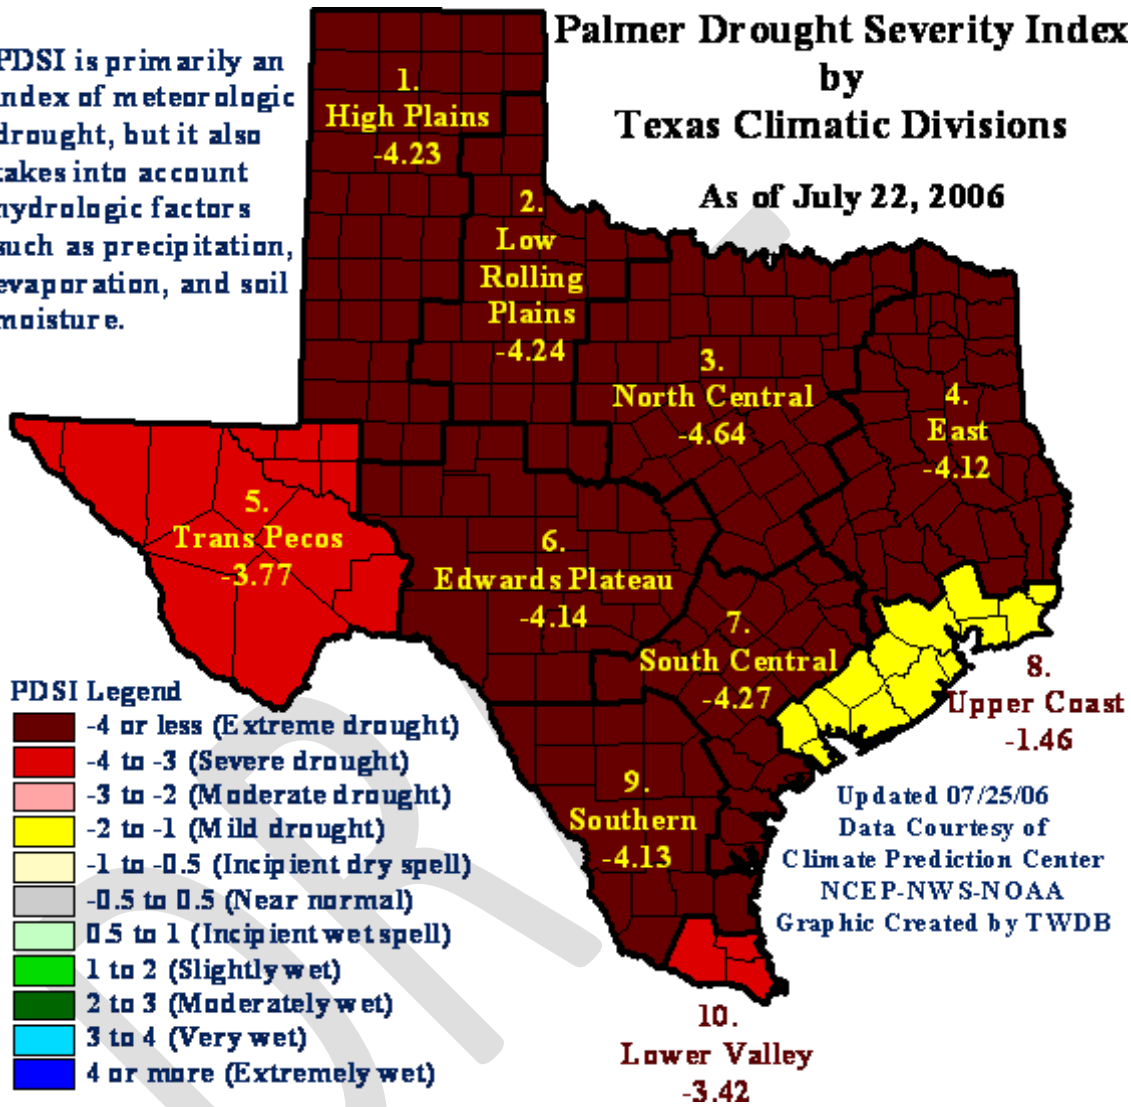 Palmer Drought Severity Index
by
Texas Climatic Divisions
As of July 22, 2006
PDSI is primarily an
index of meteorologic
drought, but it also
takes into account
hydrologic factors
such as precipitation,
evaporation, and soil
moisture.
1.
High Plains
-4.23
2.
Low
Rolling
Plains
-4.24
3.
North Central
-4.64
4.
East
-4.12
5.
Trans Pecos
-3.77
6.
Edwards Plateau
-4.14
7.
South Central
-4.27
8.
Upper Coast
-1.46
9.
Southern
-4.13
10.
Lower Valley
-3.42
PDSI Legend
-4 or less (Extreme drought)
-4 to -3 (Severe drought)
-3 to -2 (Moderate drought)
-2 to -1 (Mild drought)
-1 to -0.5 (Incipient dry spell)
-0.5 to 0.5 (Near normal)
0.5 to 1 (Incipient wet spell)
1 to 2 (Slightly wet)
2 to 3 (Moderately wet)
3 to 4 (Very wet)
4 or more (Extremely wet)
Updated 07/25/06
Data Courtesy of
Climate Prediction Center
NCEP-NWS-NOAA
Graphic Created by TWDB